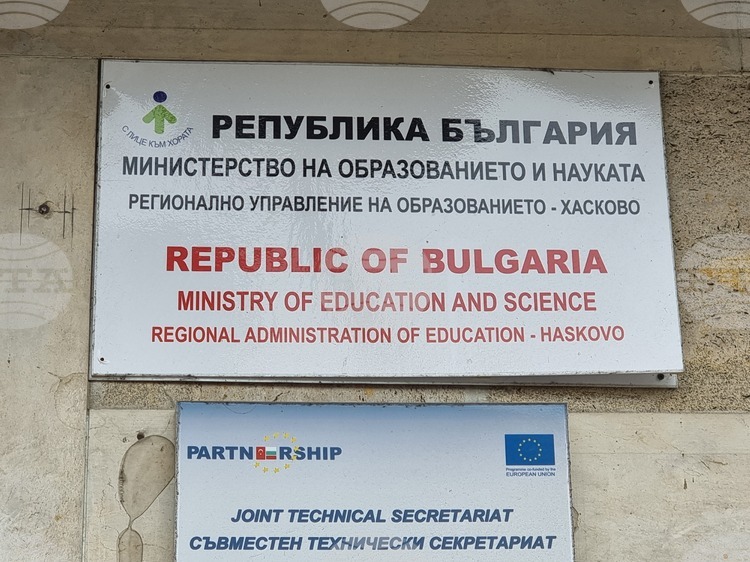 С ЛИЦЕ КЪМ ХОРАТА
РЕПУБЛИКА БЪЛГАРИЯ
МИНИСТЕРСТВО НА ОБРАЗОВАНИЕТО И НАУКАТА
РЕГИОНАЛНО УПРАВЛЕНИЕ НА ОБРАЗОВАНИЕТО - ХАСКОВО
REPUBLIC OF BULGARIA
MINISTRY OF EDUCATION AND SCIENCE
REGIONAL ADMINISTRATION OF EDUCATION - HASKOVO
PARTNERSHIP
Programme co-funded by the
EUROPEAN UNION
JOINT TECHNICAL SECRETARIAT
СЪВМЕСТЕН ТЕХНИЧЕСКИ СЕКРЕТАРИАТ